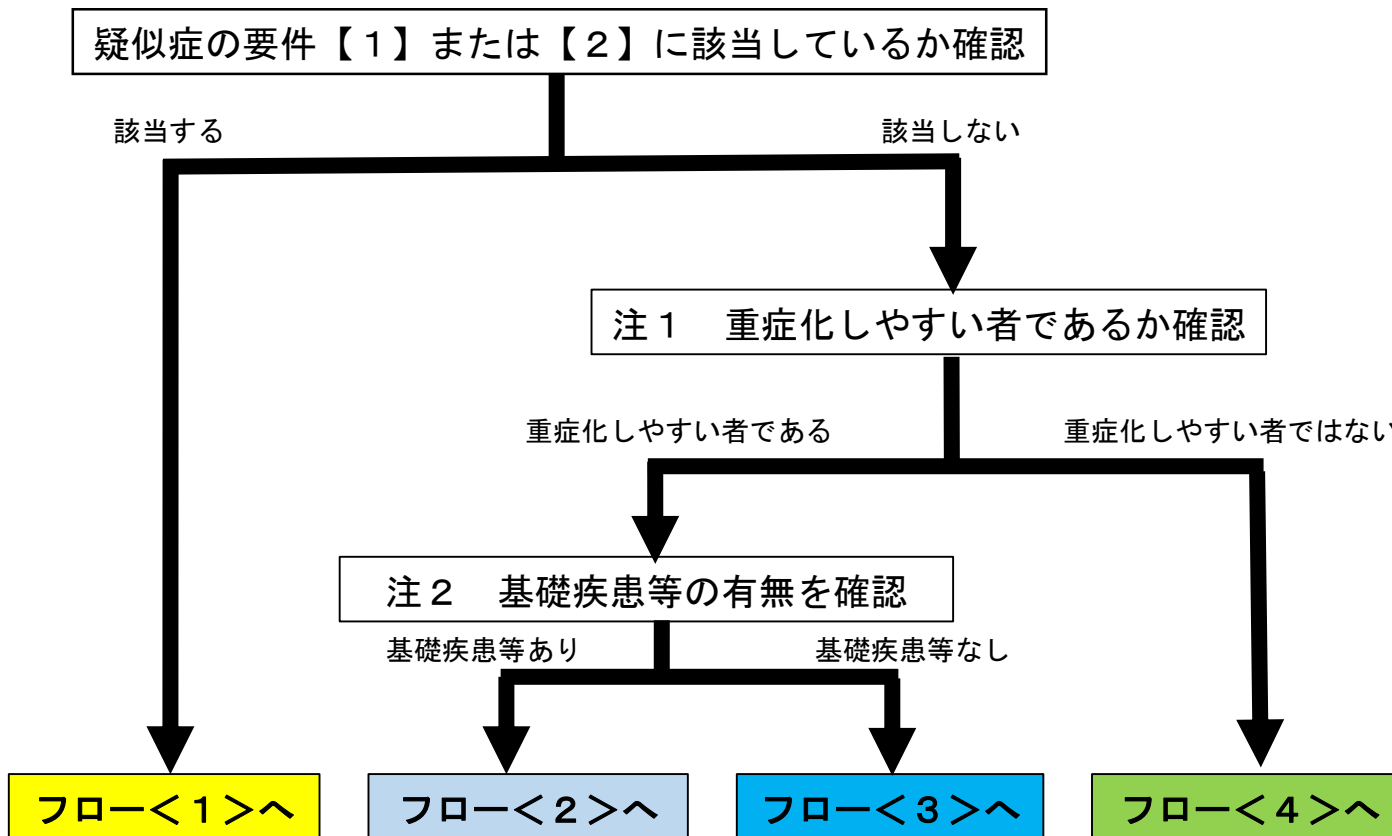 疑似症の要件【１】または【２】に該当しているか確認
該当する
該当しない
注１　重症化しやすい者であるか確認
重症化しやすい者である
重症化しやすい者ではない
注２　基礎疾患等の有無を確認
基礎疾患等あり
基礎疾患等なし
フロー＜１＞へ
フロー＜２＞へ
フロー＜３＞へ
フロー＜４＞へ